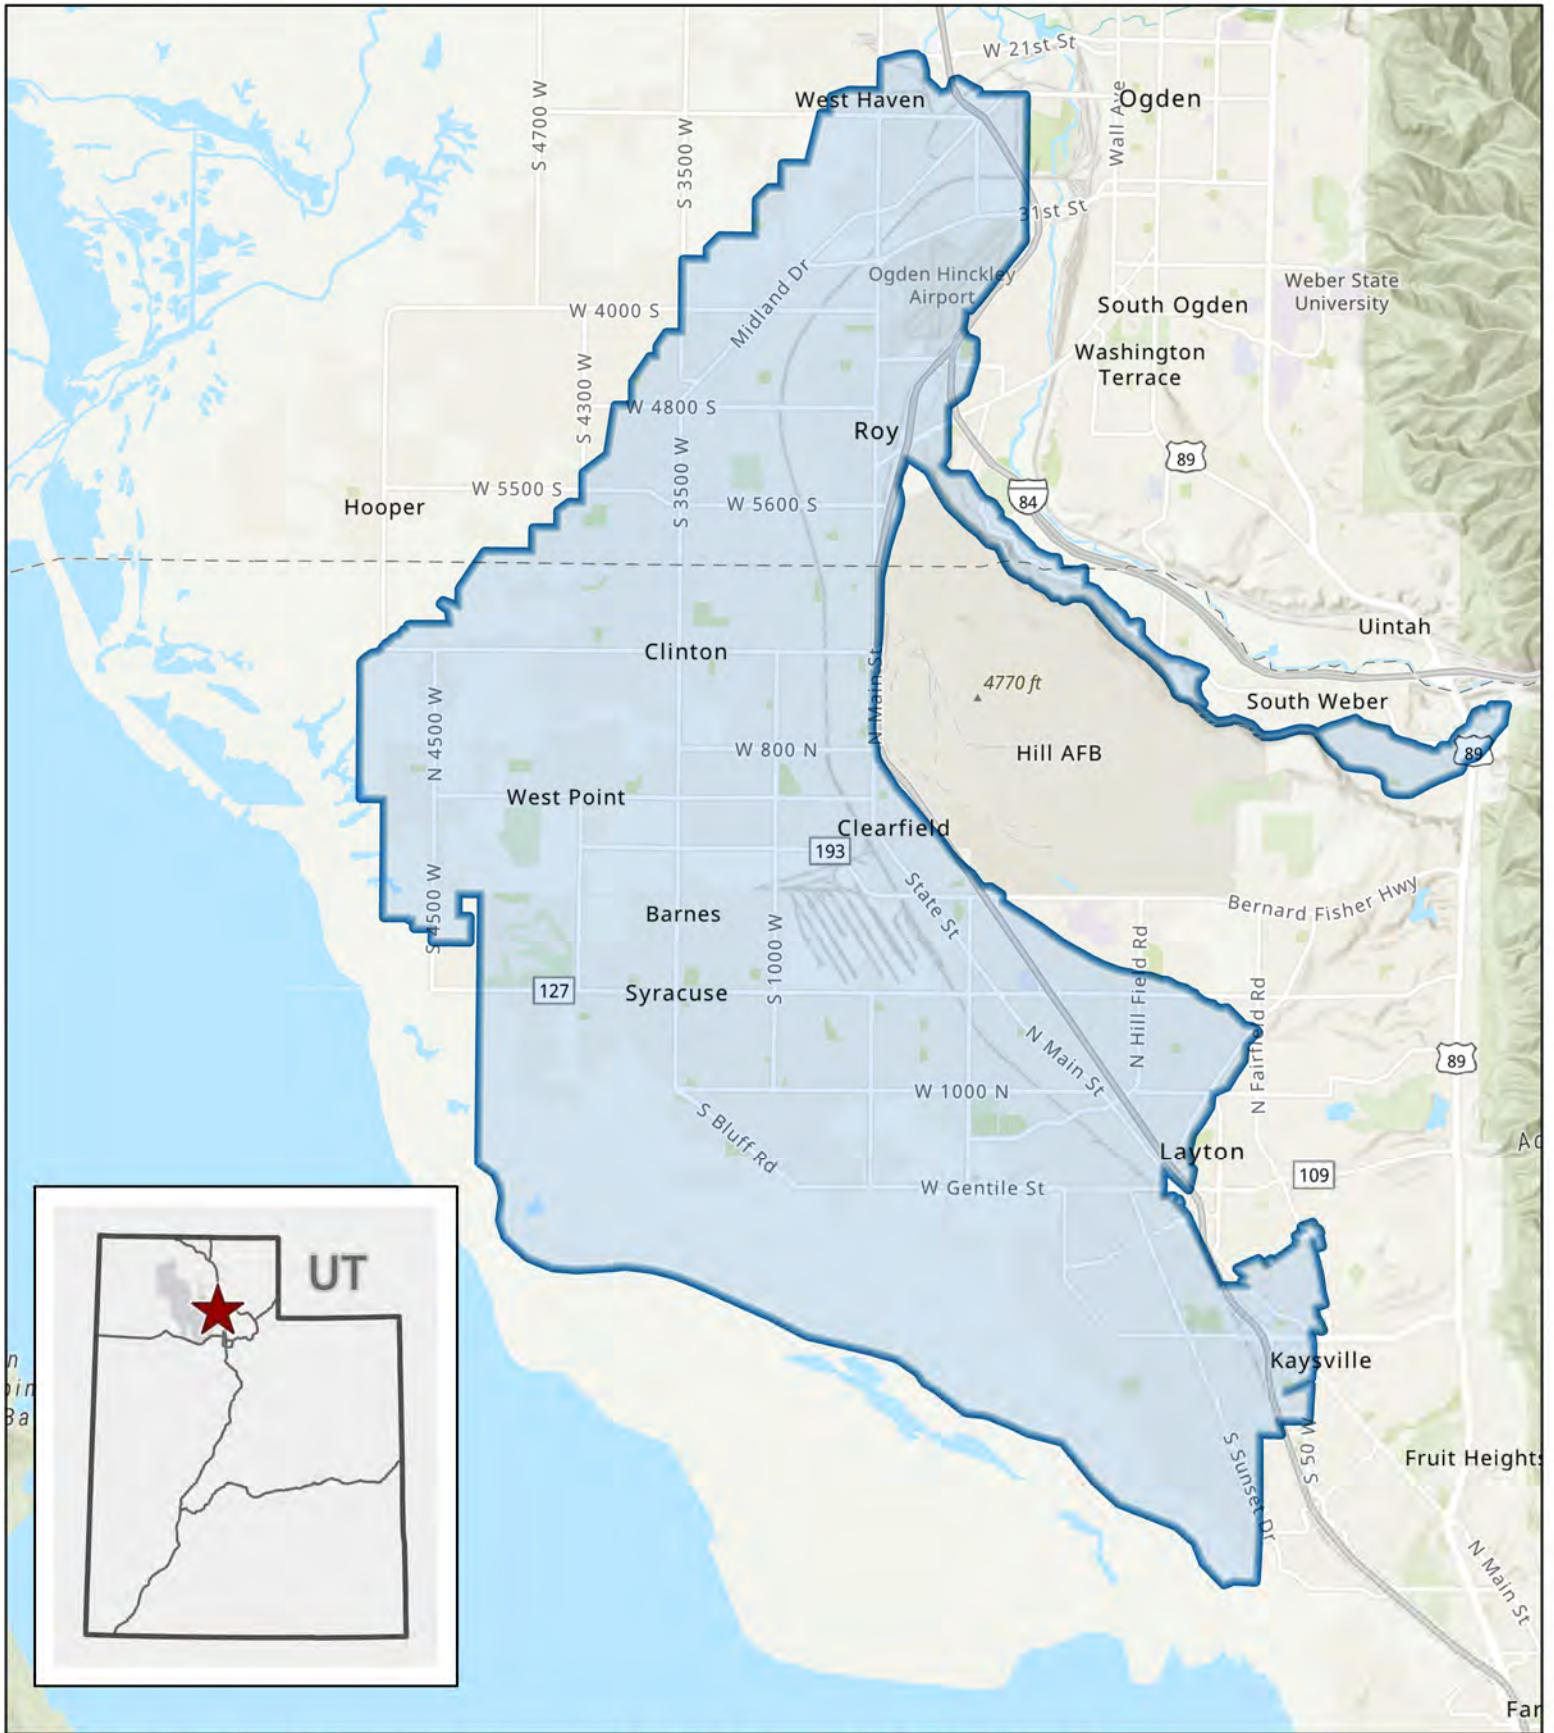 W 21st St
West Haven
Ogden
Wall Ave
S 4700 W
S 3500 W
31st St
Ogden Hinckley
Airport
Weber State
University
Midland Dr
W 4000 S
South Ogden
Washington
Terrace
S 4300 W
W 4800 S
Roy
89
S 3500 W
W 5500 S
W 5600 S
84
Hooper
Uintah
Clinton
N Main St
4770 ft
South Weber
N 4500 W
W 800 N
Hill AFB
89
West Point
Clearfield
193
S 4500 W
State St
Bernard Fisher Hwy
Barnes
S 1000 W
N Hill Field Rd
127
Syracuse
N Fairfield Rd
N Main St
89
W 1000 N
S Bluff Rd
Layton
109
W Gentile St
UT
Kaysville
S Sunset Dr
S 50 W
Fruit Heights
N Main St